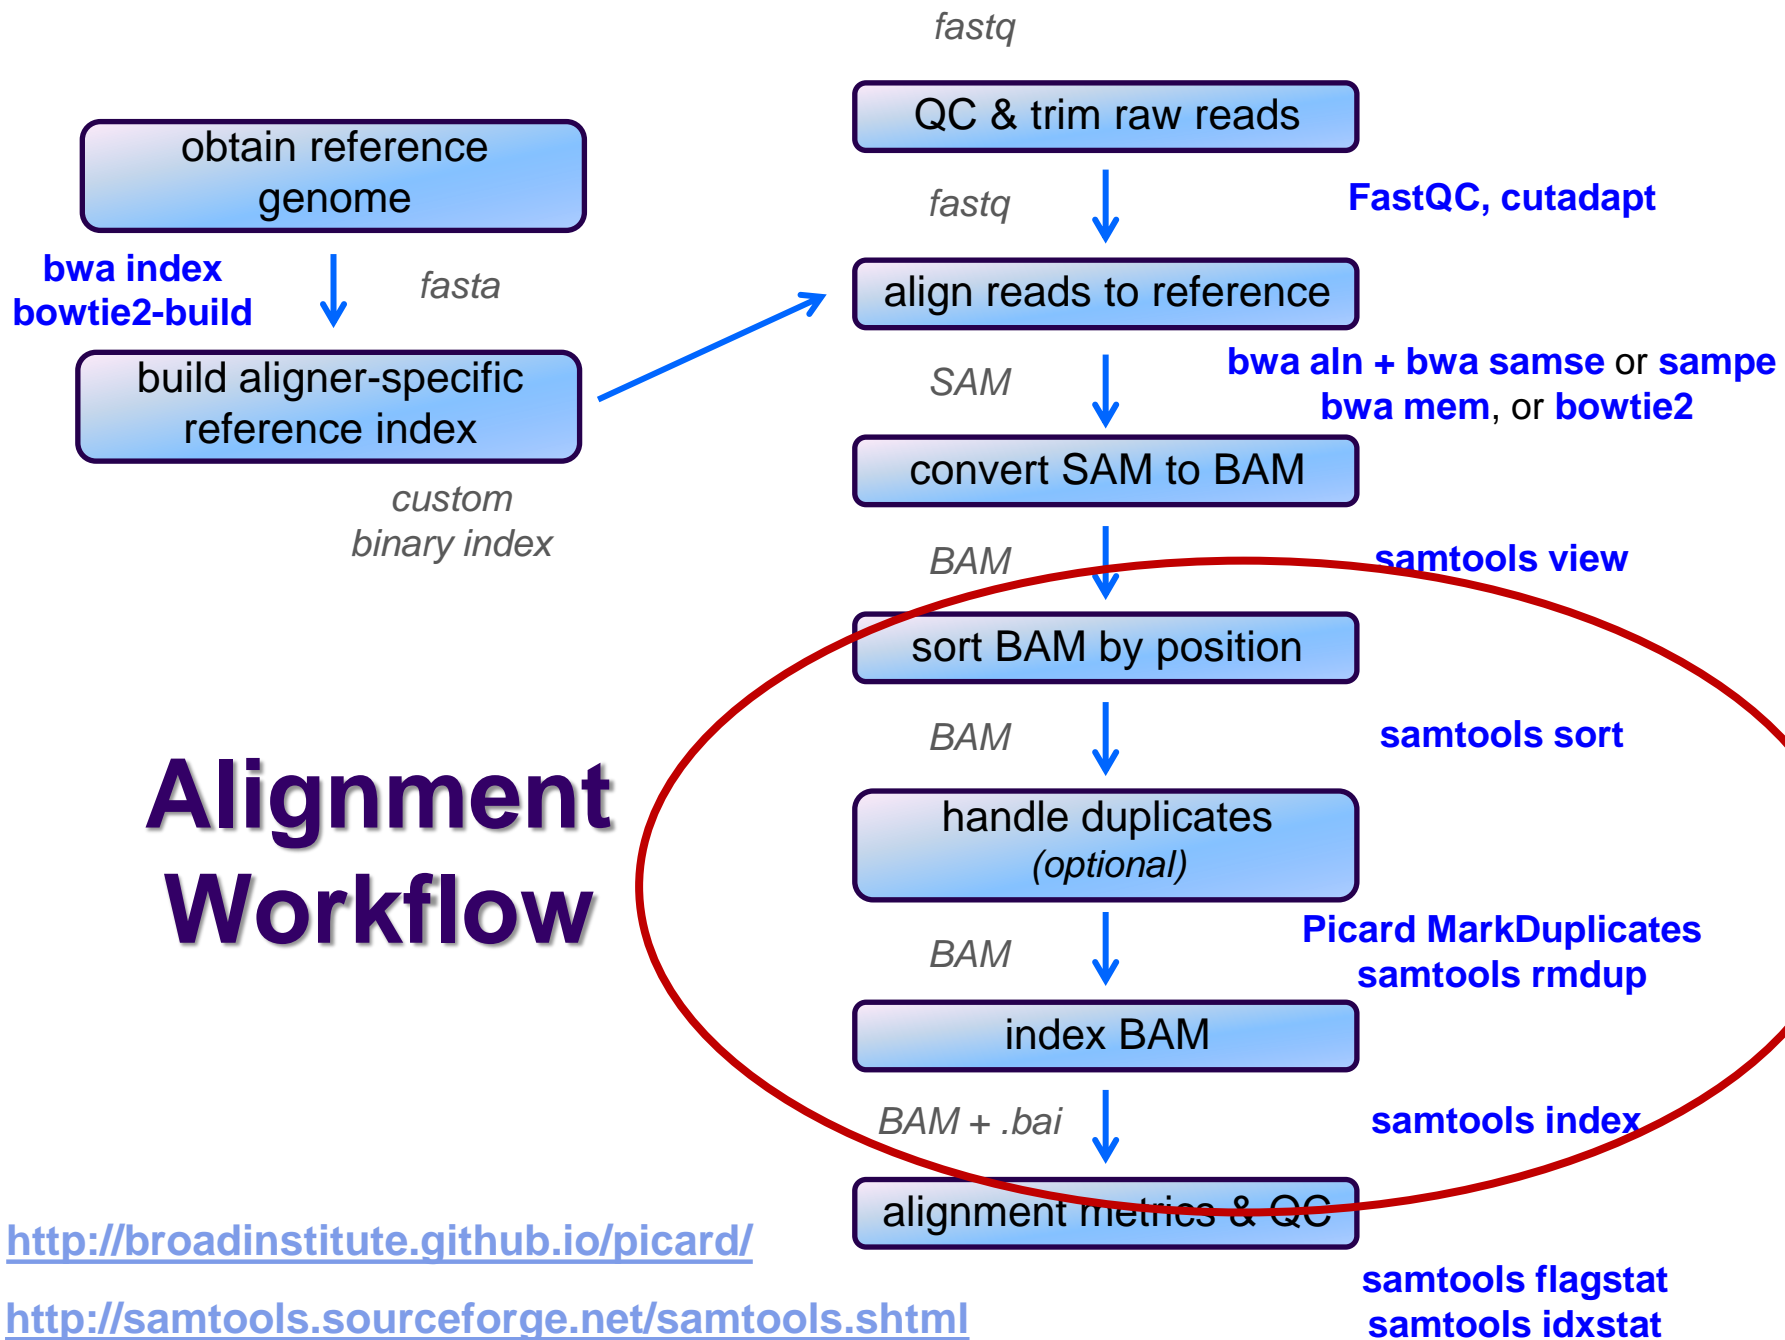 fastq
QC & trim raw reads
fastq
FastQC, cutadapt
obtain reference
genome
bwa index
bowtie2-build
fasta
build aligner-specific
reference index
custom
binary index
align reads to reference
SAM
bwa aln + bwa samse or sampe
bwa mem, or bowtie2
convert SAM to BAM
BAM
samtools view
sort BAM by position
BAM
samtools sort
handle duplicates
(optional)
BAM
Picard MarkDuplicates
samtools rmdup
index BAM
BAM + .bai
samtools index
alignment metrics & QC
samtools flagstat
samtools idxstat
Alignment
Workflow
http://broadinstitute.github.io/picard/
http://samtools.sourceforge.net/samtools.shtml